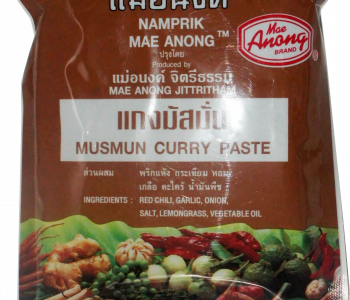 แม่อนงค์
NAMPRIK
MAE ANONG™
ปรุงโดย
Produced by
แม่อนงค์ จิตรีธรรม
MAE ANONG JITTRITHAM
Mae
Anong
BRAND
แกงมัสมั่น
MUSMUN CURRY PASTE
ส่วนผสม พริกแห้ง กระเทียม หอม
เกลือ ตะไคร้ น้ำมันพืช
INGREDIENTS : RED CHILI, GARLIC, ONION,
SALT, LEMONGRASS, VEGETABLE OIL